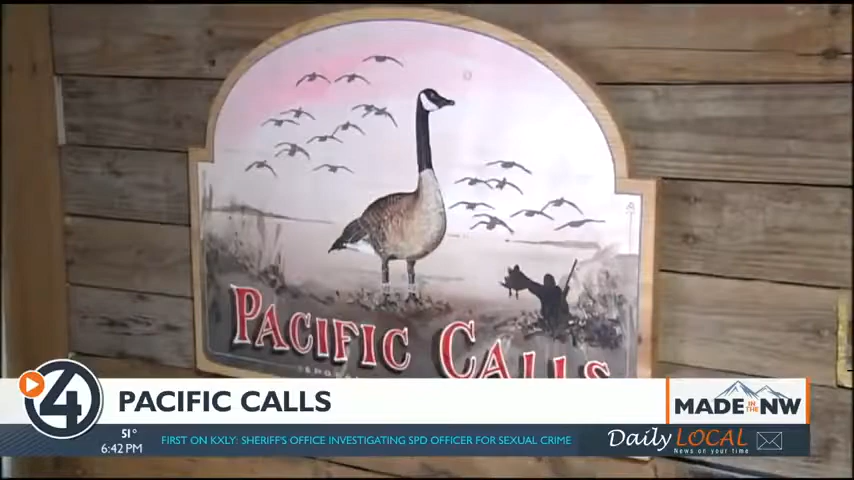 PACIFIC CALLS
4
PACIFIC CALLS
MADE IN THE NW
51°
6:42 PM
FIRST ON KXLY: SHERIFF'S OFFICE INVESTIGATING SPD OFFICER FOR SEXUAL CRIME
Daily LOCAL
News on your time